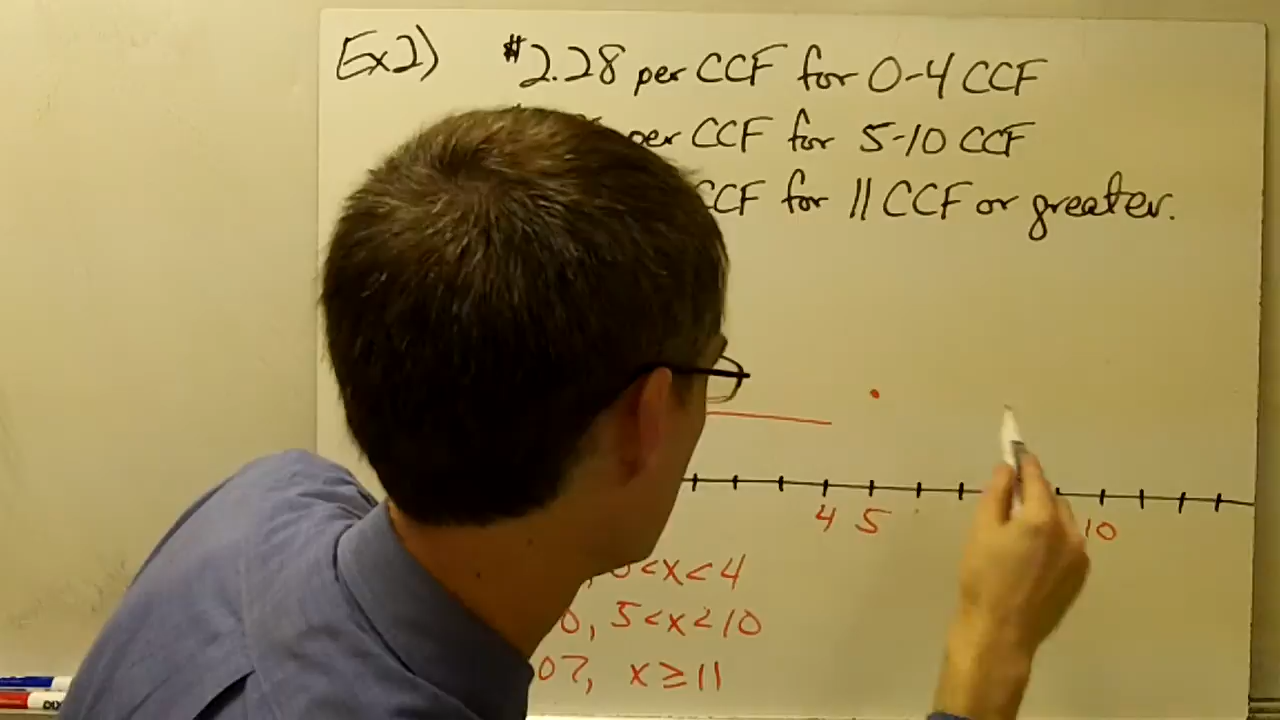 Ex2) $2.28 per CCF for 0-4 CCF
per CCF for 5-10 CCF
CCF for 11 CCF or greater.
4 5 10
<x<4
0, 5<x<10
07, x≥11